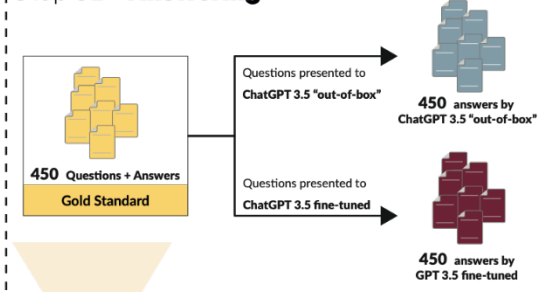 Questions presented to
ChatGPT 3.5 “out-of-box”
450 answers by
ChatGPT 3.5 “out-of-box”
450 Questions + Answers
Gold Standard
Questions presented to
ChatGPT 3.5 fine-tuned
450 answers by
GPT 3.5 fine-tuned